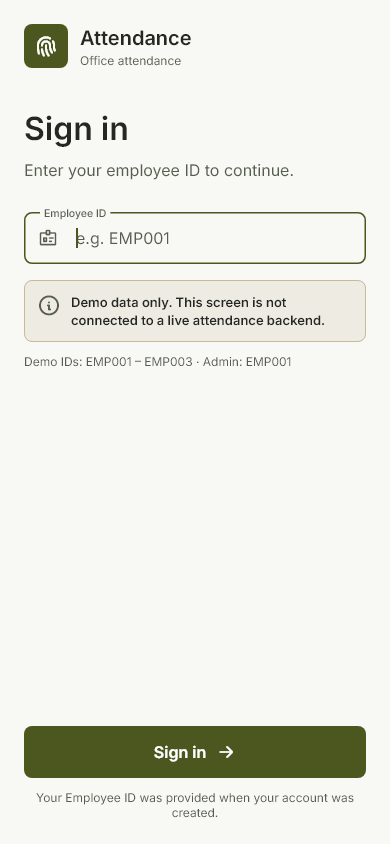 Attendance
Office attendance
Sign in
Enter your employee ID to continue.
Employee ID
e.g. EMP001
Demo data only. This screen is not
connected to a live attendance backend.
Demo IDs: EMP001 – EMP003 · Admin: EMP001
Sign in →
Your Employee ID was provided when your account was
created.